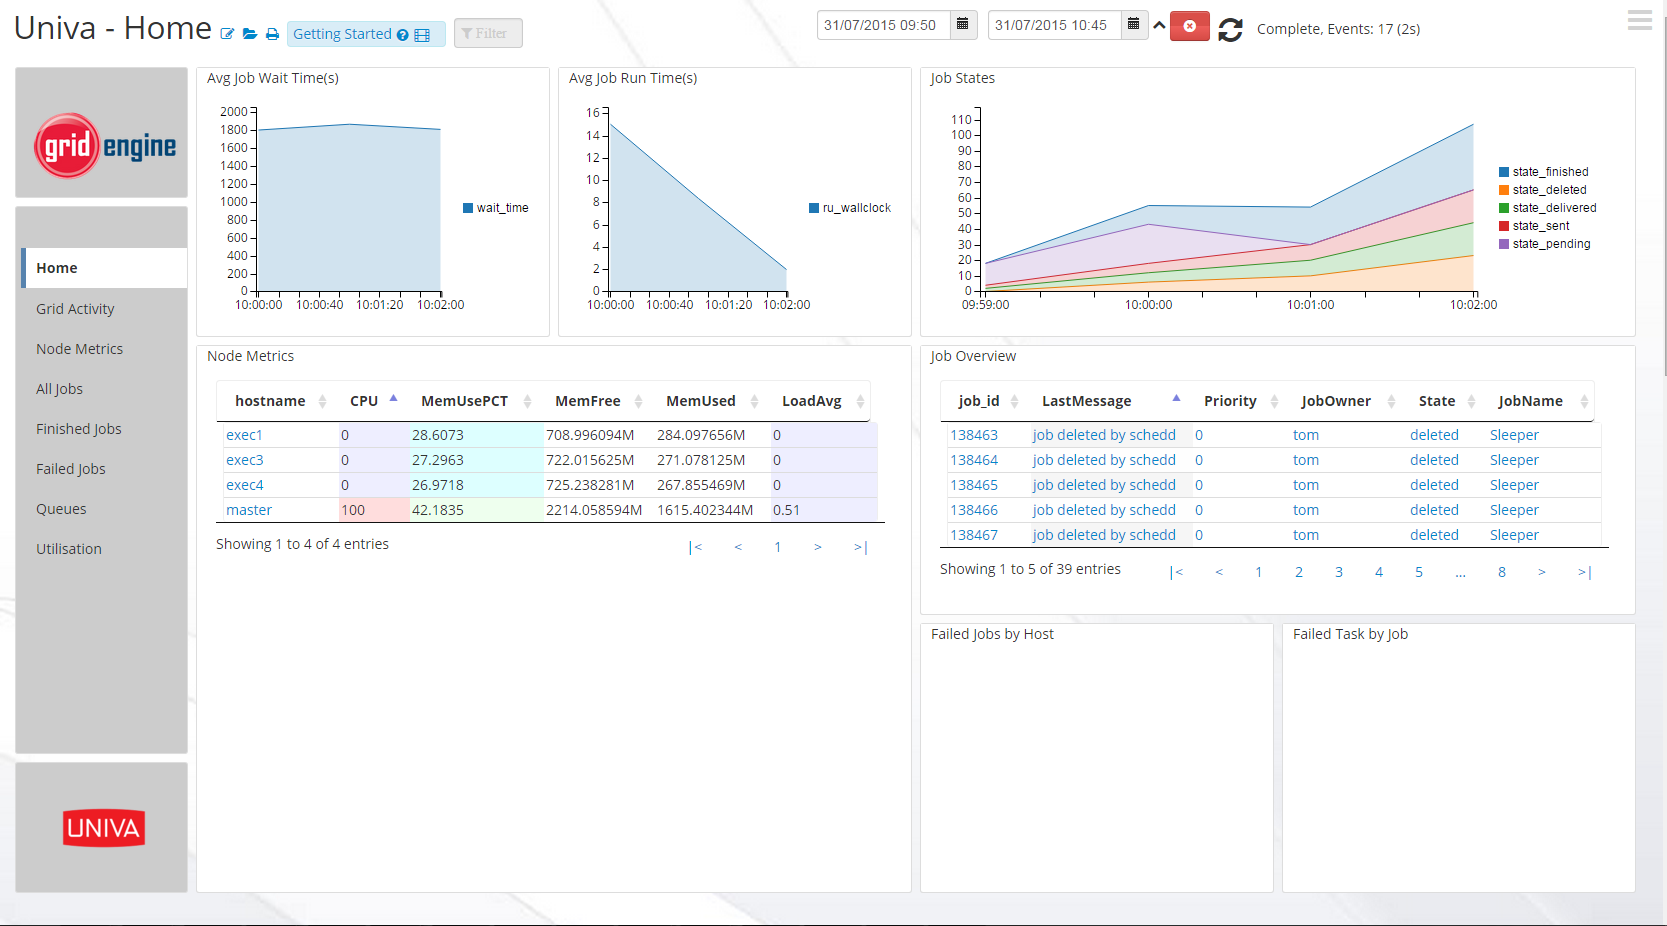 Univa - Home
Getting Started
Filter
31/07/2015 09:50
31/07/2015 10:45
Complete, Events: 17 (2s)
grid engine
Home
Grid Activity
Node Metrics
All Jobs
Finished Jobs
Failed Jobs
Queues
Utilisation
UNIVA
Avg Job Wait Time(s)
2000
1800
1600
1400
1200
1000
800
600
400
200
0
10:00:00 10:00:40 10:01:20 10:02:00
wait_time
Avg Job Run Time(s)
16
14
12
10
8
6
4
2
0
10:00:00 10:00:40 10:01:20 10:02:00
ru_wallclock
Job States
110
100
90
80
70
60
50
40
30
20
10
0
09:59:00 10:00:00 10:01:00 10:02:00
state_finished
state_deleted
state_delivered
state_sent
state_pending
Node Metrics
hostname CPU MemUsePCT MemFree MemUsed LoadAvg
exec1 0 28.6073 708.996094M 284.097656M 0
exec3 0 27.2963 722.015625M 271.078125M 0
exec4 0 26.9718 725.238281M 267.855469M 0
master 100 42.1835 2214.058594M 1615.402344M 0.51
Showing 1 to 4 of 4 entries |< < 1 > >|
Job Overview
job_id LastMessage Priority JobOwner State JobName
138463 job deleted by schedd 0 tom deleted Sleeper
138464 job deleted by schedd 0 tom deleted Sleeper
138465 job deleted by schedd 0 tom deleted Sleeper
138466 job deleted by schedd 0 tom deleted Sleeper
138467 job deleted by schedd 0 tom deleted Sleeper
Showing 1 to 5 of 39 entries |< < 1 2 3 4 5 ... 8 > >|
Failed Jobs by Host
Failed Task by Job